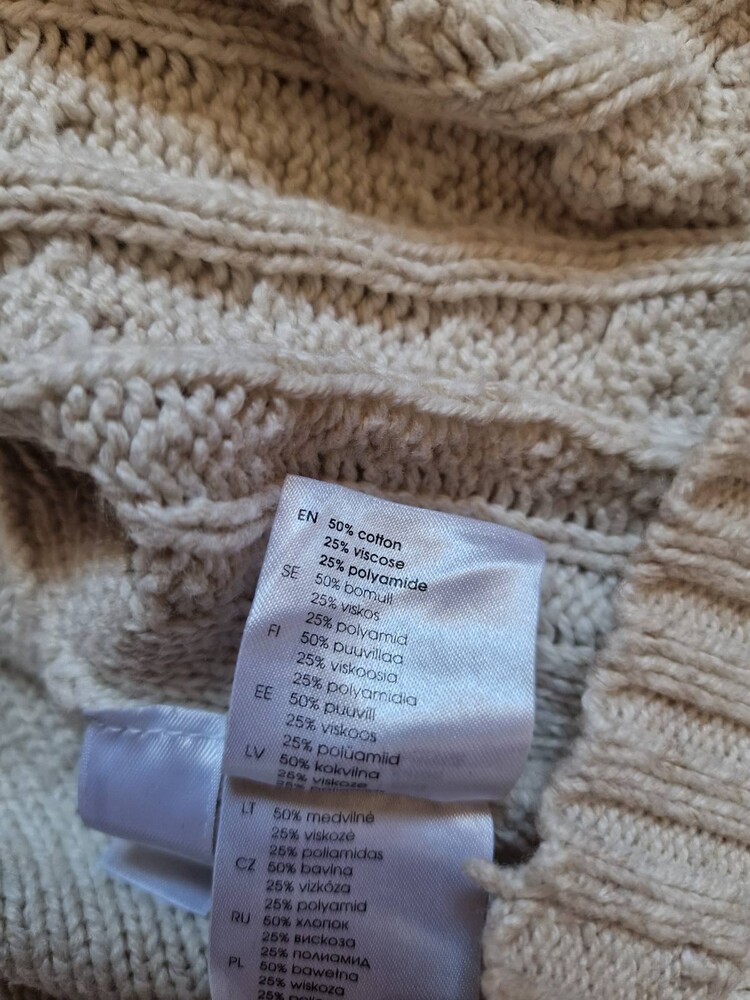 EN 50% cotton
25% viscose
25% polyamide
SE 50% bomull
25% viskos
25% polyamid
FI 50% puuvillaa
25% viskoosia
25% polyamidia
EE 50% puuvill
25% viskoos
25% polüamiid
LV 50% kokvilna
25% viskoze
LT 50% medvilnė
25% viskozė
25% poliamidas
CZ 50% bavlna
25% vizkóza
25% polyamid
RU 50% хлопок
25% вискоза
25% полиамид
PL 50% bawełna
25% wiskoza
25%